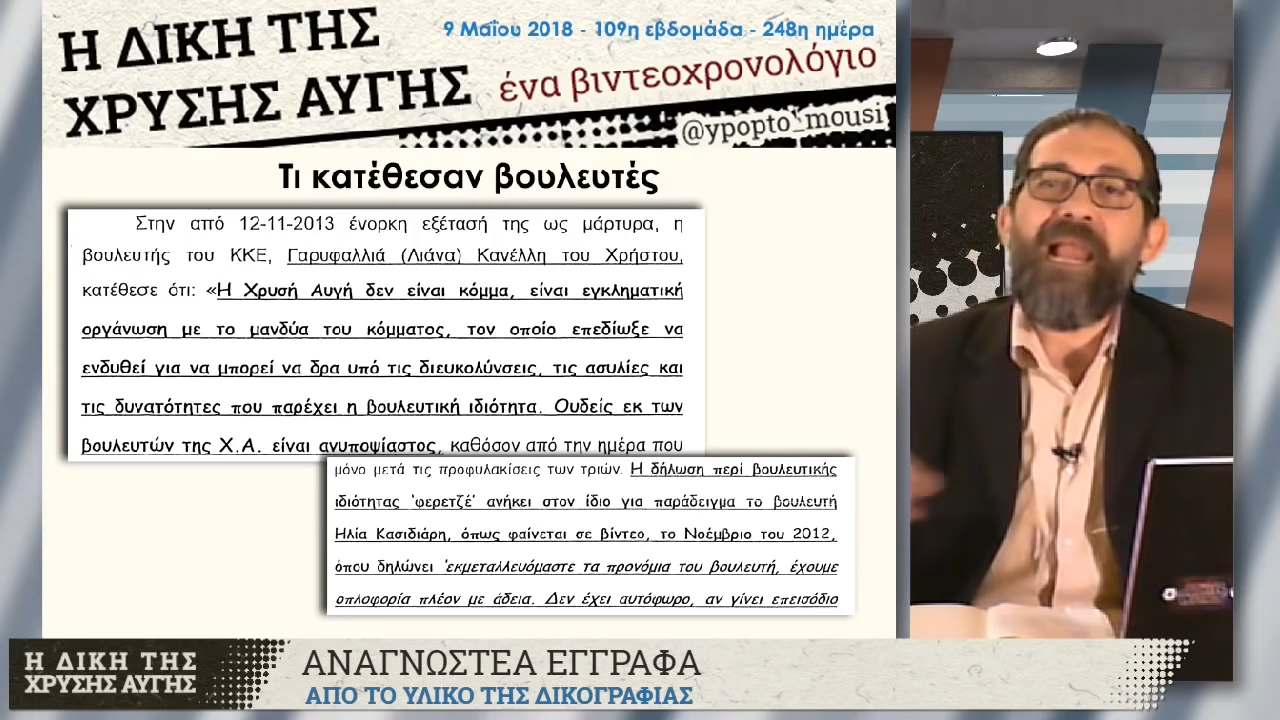 Η ΔΙΚΗ ΤΗΣ
ΧΡΥΣΗΣ ΑΥΓΗΣ
9 Μαΐου 2018 - 109η εβδομάδα - 248η ημέρα
ένα βιντεοχρονολόγιο
@ypopto_mousi
Τι κατέθεσαν βουλευτές
Στην από 12-11-2013 ένορκη εξέτασή της ως μάρτυρα, η
βουλευτής του ΚΚΕ, Γαρυφαλλιά (Λιάνα) Κανέλλη του Χρήστου,
κατέθεσε ότι: «Η Χρυσή Αυγή δεν είναι κόμμα, είναι εγκληματική
οργάνωση με το μανδύα του κόμματος, τον οποίο επεδίωξε να
ενδυθεί για να μπορεί να δρα υπό τις διευκολύνσεις, τις ασυλίες και
τις δυνατότητες που παρέχει η βουλευτική ιδιότητα. Ουδείς εκ των
βουλευτών της Χ.Α. είναι ανυποψίαστος, καθόσον από την ημέρα που
μόνο μετά τις προφυλακίσεις των τριών. Η δήλωση περί βουλευτικής
ιδιότητας 'φερετζέ' ανήκει στον ίδιο για παράδειγμα το βουλευτή
Ηλία Κασιδιάρη, όπως φαίνεται σε βίντεο, το Νοέμβριο του 2012,
όπου δηλώνει 'εκμεταλλευόμαστε τα προνόμια του βουλευτή, έχουμε
οπλοφορία πλέον με άδεια. Δεν έχει αυτόφωρο, αν γίνει επεισόδιο
Η ΔΙΚΗ ΤΗΣ
ΧΡΥΣΗΣ ΑΥΓΗΣ
ΑΝΑΓΝΩΣΤΕΑ ΕΓΓΡΑΦΑ
ΑΠΟ ΤΟ ΥΛΙΚΟ ΤΗΣ ΔΙΚΟΓΡΑΦΙΑΣ